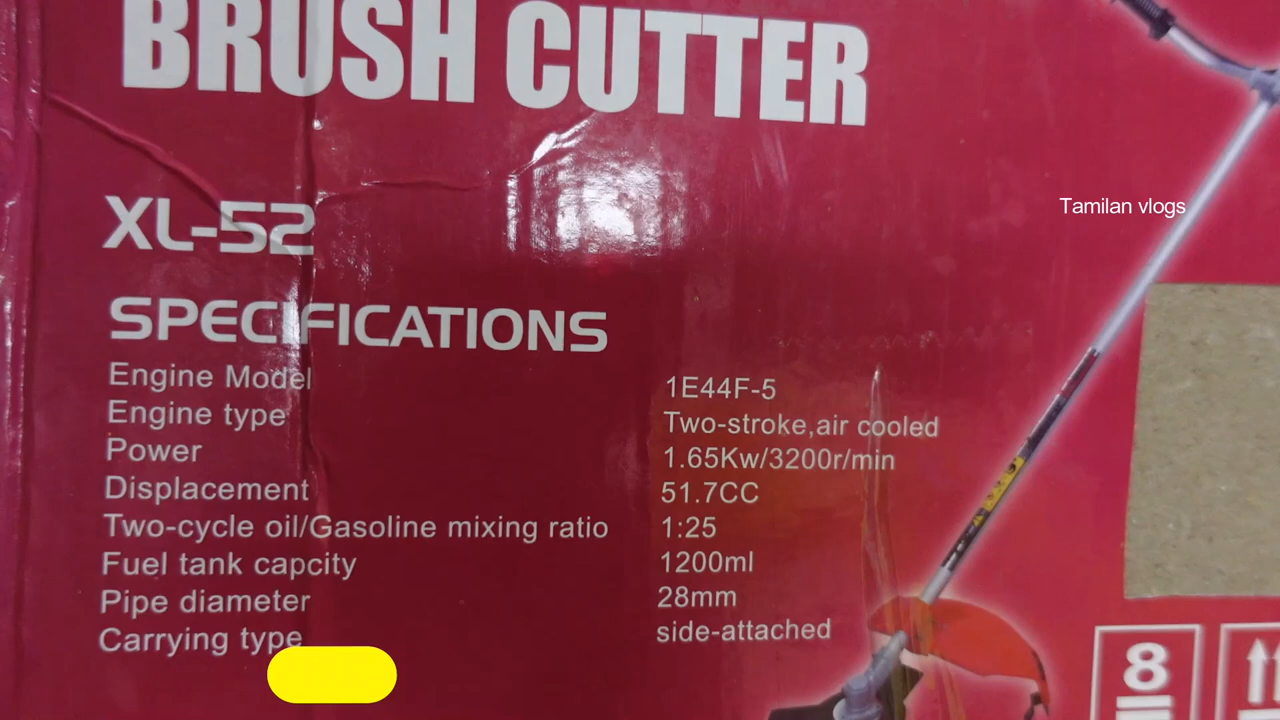 BRUSH CUTTER
XL-52
Tamilan vlogs
SPECIFICATIONS
Engine Model 1E44F-5
Engine type Two-stroke,air cooled
Power 1.65Kw/3200r/min
Displacement 51.7CC
Two-cycle oil/Gasoline mixing ratio 1:25
Fuel tank capcity 1200ml
Pipe diameter 28mm
Carrying type side-attached
8